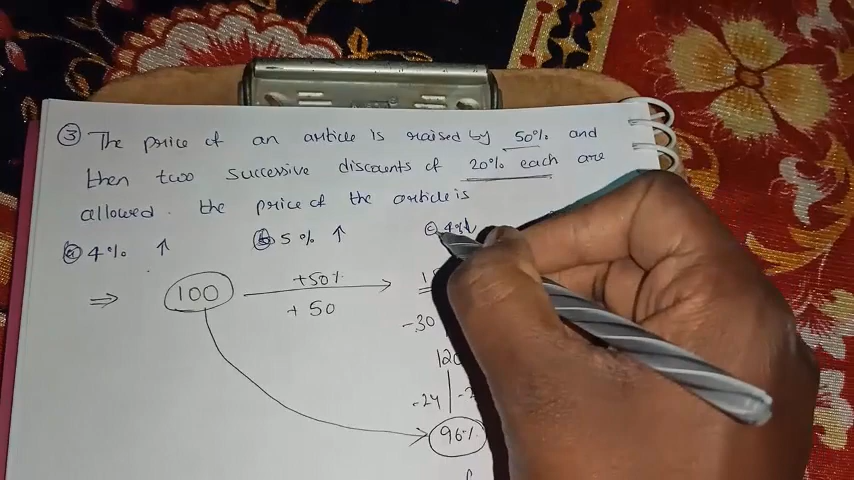 ③ The price of an article is raised by 50% and
then two successive discounts of 20% each are
allowed. the price of the article is
ⓐ 4% ↑ ⓑ 5% ↑ ⓒ 4%↓
⇒ 100 +50%
+ 50
-30
120
-24
96%